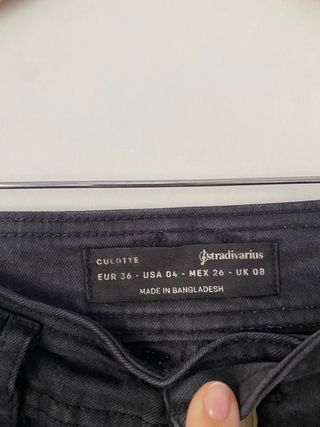 CULOTTE stradivarius
EUR 36 - USA 04 - MEX 26 - UK 08
MADE IN BANGLADESH